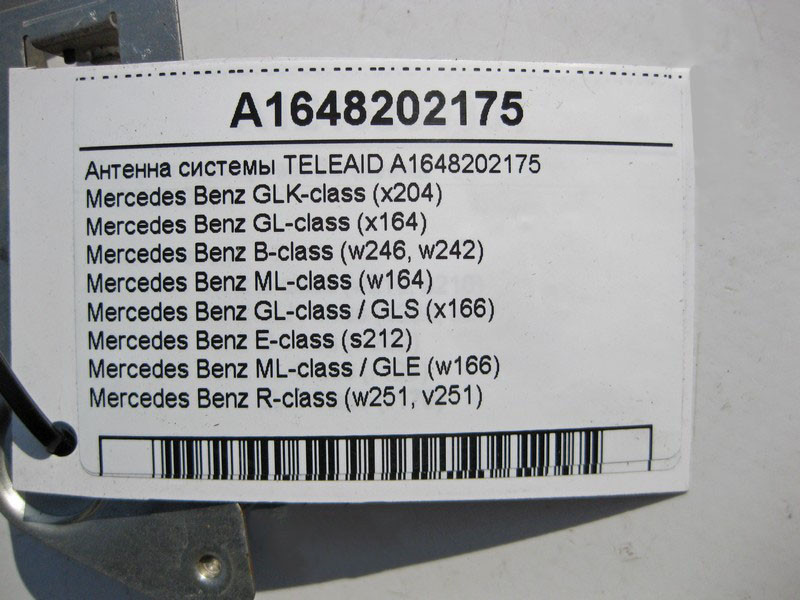 A1648202175
Антенна системы TELEAID A1648202175
Mercedes Benz GLK-class (x204)
Mercedes Benz GL-class (x164)
Mercedes Benz B-class (w246, w242)
Mercedes Benz ML-class (w164)
Mercedes Benz GL-class / GLS (x166)
Mercedes Benz E-class (s212)
Mercedes Benz ML-class / GLE (w166)
Mercedes Benz R-class (w251, v251)